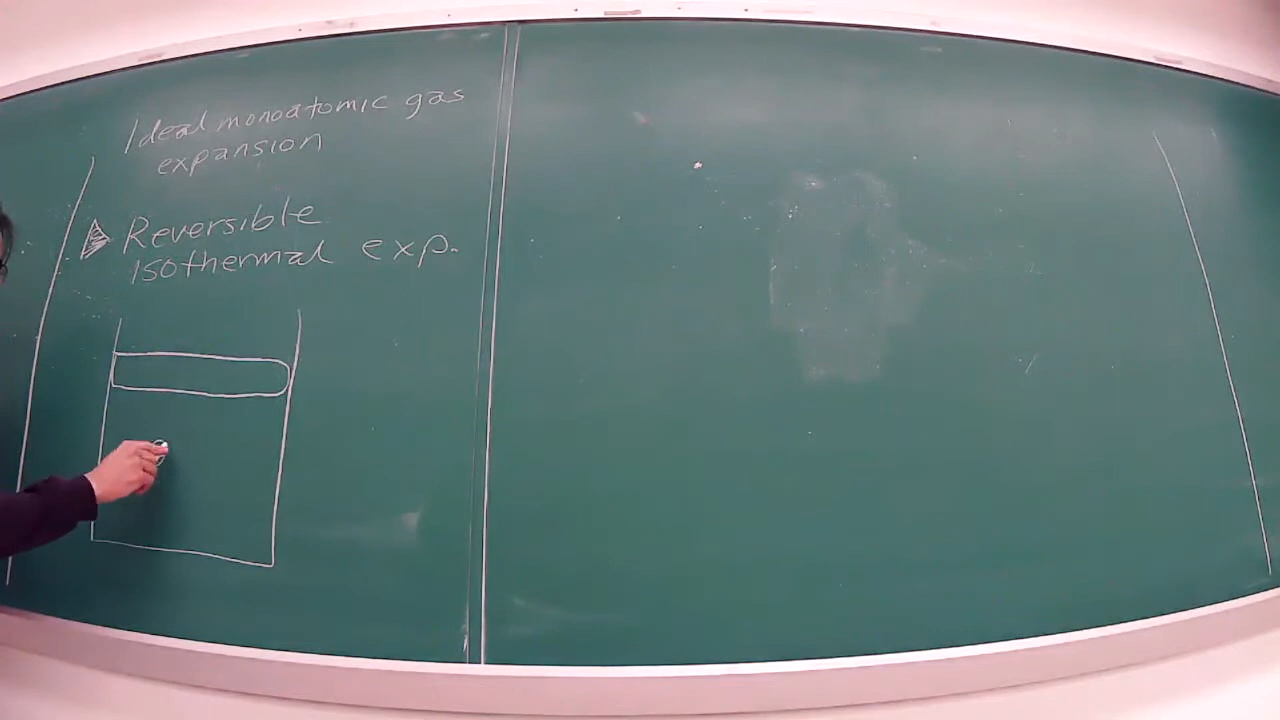 Ideal monoatomic gas
expansion
Reversible
isothermal exp.